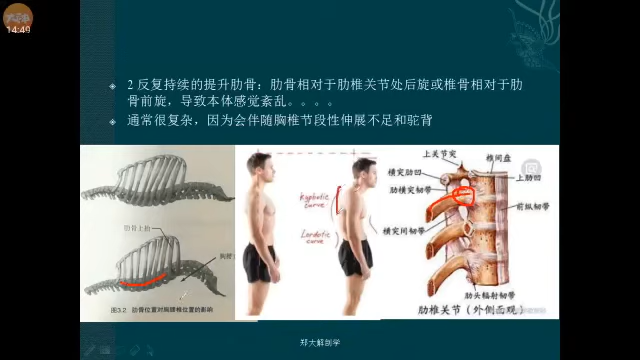 14:49
2 反复持续的提升肋骨：肋骨相对于肋椎关节处后旋或椎骨相对于肋
骨前旋，导致本体感觉紊乱。。。。
通常很复杂，因为会伴随胸椎节段性伸展不足和驼背
肋骨上抬
图3.2 肋骨位置对胸腰椎位置的影响
Kyphotic
curve
Lordotic
curve
上关节突
椎间盘
横突肋凹
上肋凹
肋横突韧带
前纵韧带
横突间韧带
肋头辐射韧带
肋椎关节（外侧面观）
郑大解剖学